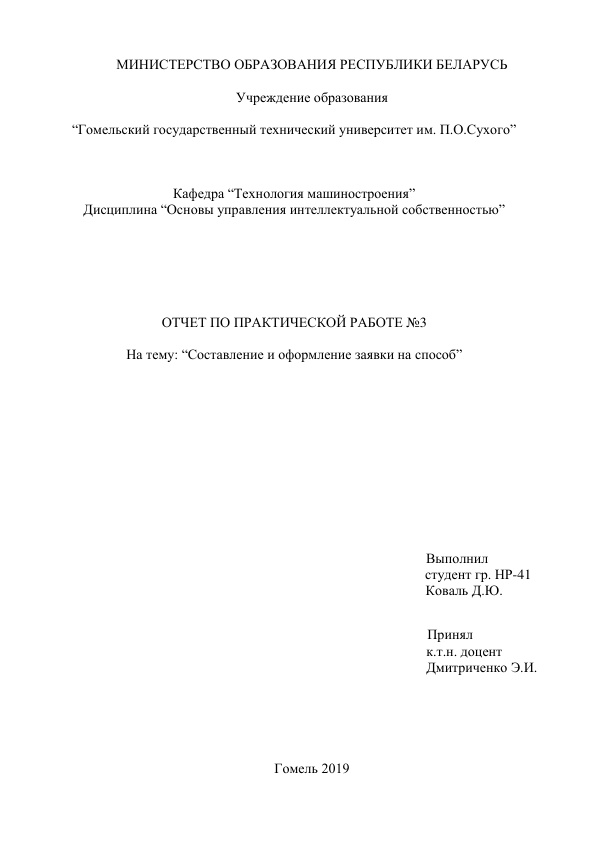 МИНИСТЕРСТВО ОБРАЗОВАНИЯ РЕСПУБЛИКИ БЕЛАРУСЬ
Учреждение образования
“Гомельский государственный технический университет им. П.О.Сухого”
Кафедра “Технология машиностроения”
Дисциплина “Основы управления интеллектуальной собственностью”
ОТЧЕТ ПО ПРАКТИЧЕСКОЙ РАБОТЕ №3
На тему: “Составление и оформление заявки на способ”
Выполнил
студент гр. НР-41
Коваль Д.Ю.
Принял
к.т.н. доцент
Дмитриченко Э.И.
Гомель 2019